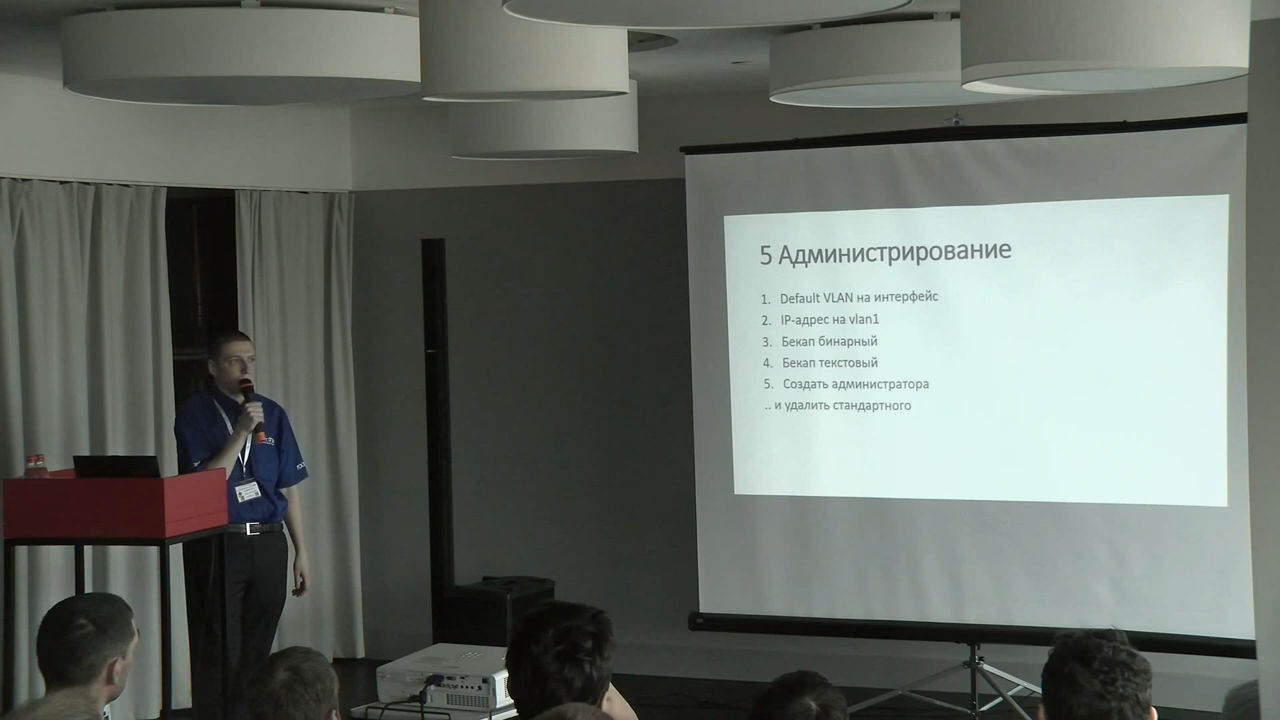 5 Администрирование
1. Default VLAN на интерфейс
2. IP-адрес на vlan1
3. Бекап бинарный
4. Бекап текстовый
5. Создать администратора
.. и удалить стандартного